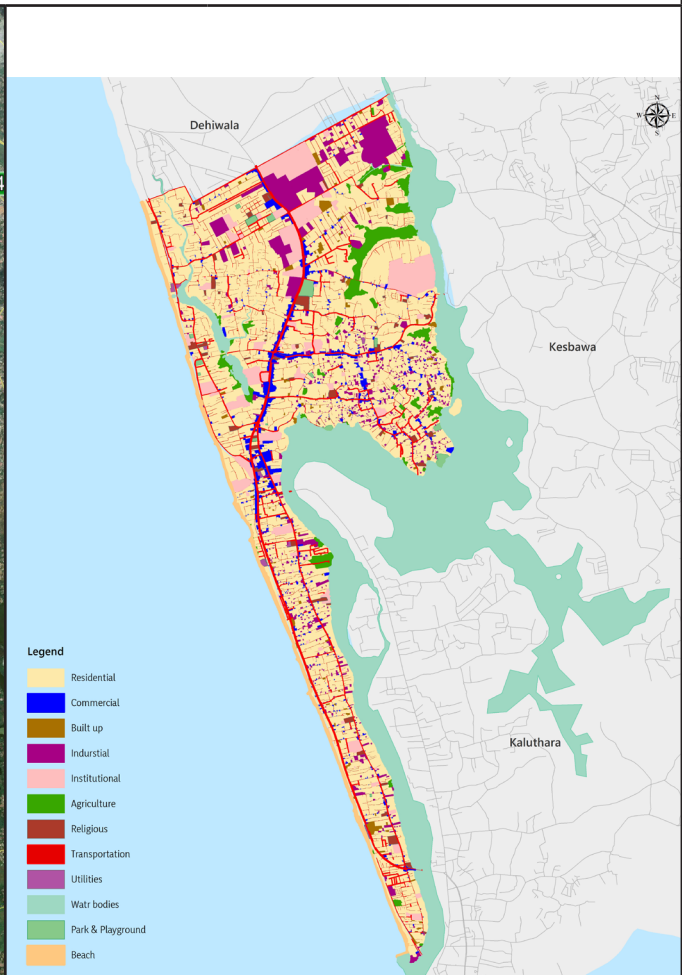 4
Dehiwala
N
W E
S
Kesbawa
Kaluthara
Legend
Residential
Commercial
Built up
Indurstial
Institutional
Agriculture
Religious
Transportation
Utilities
Watr bodies
Park & Playground
Beach